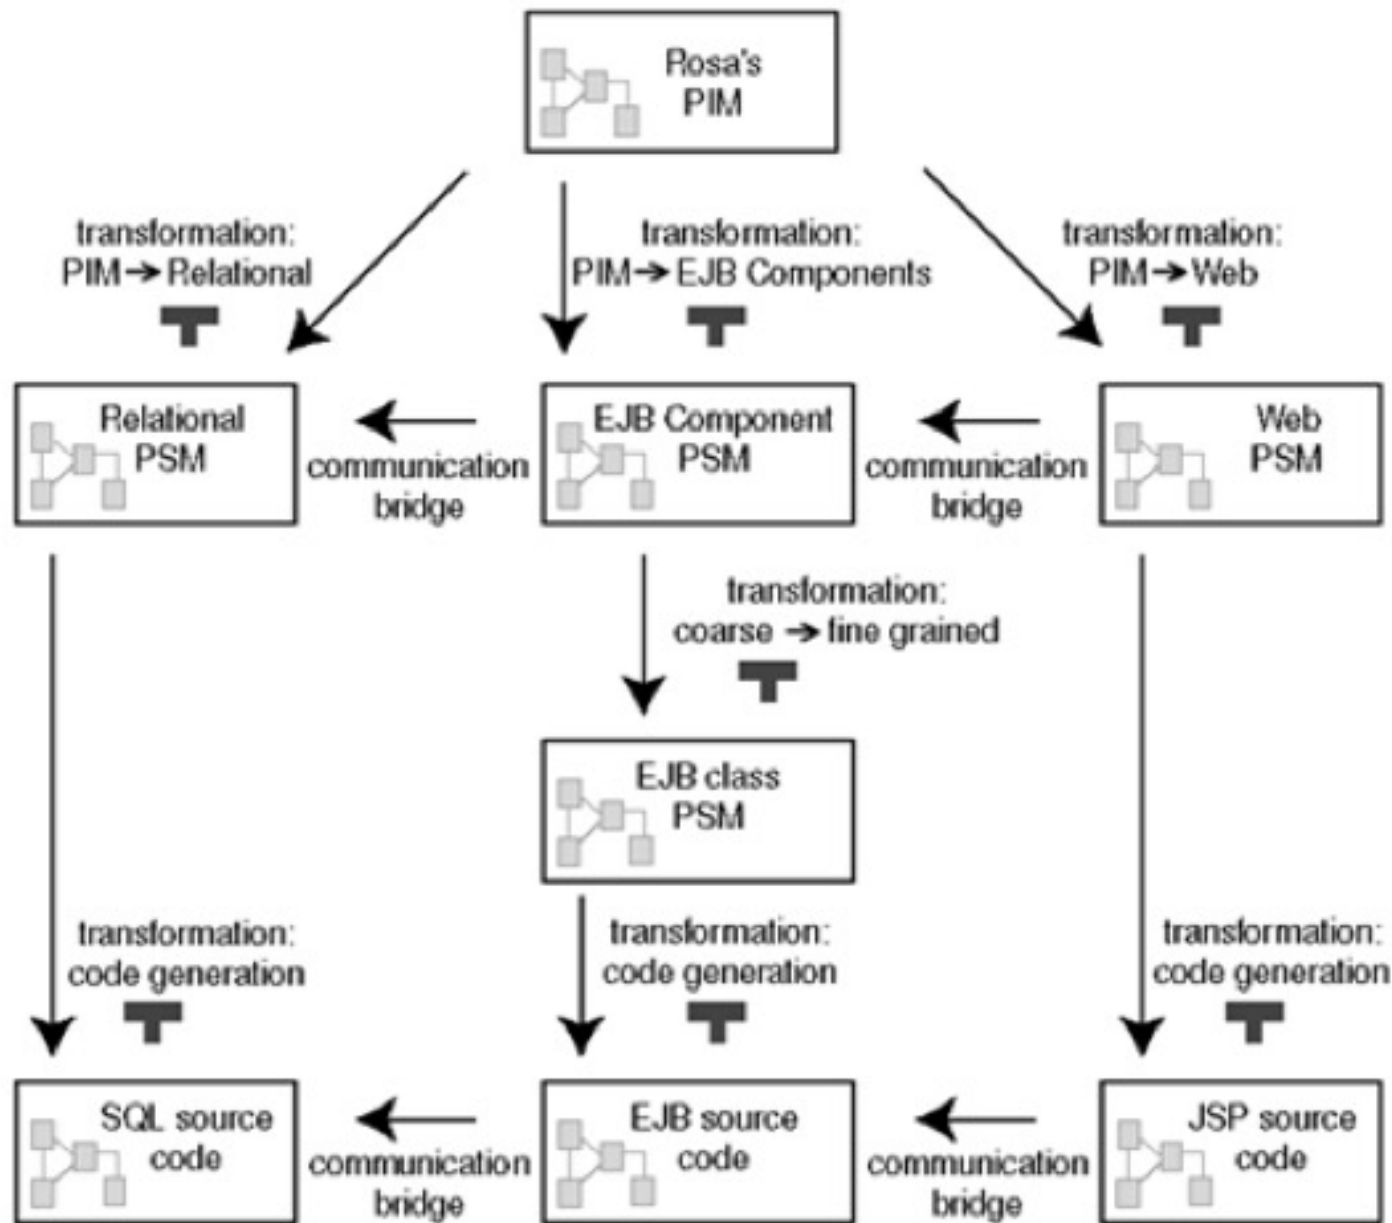 Rosa's
PIM
transformation:
PIM → Relational
transformation:
PIM → EJB Components
transformation:
PIM → Web
Relational
PSM
communication
bridge
EJB Component
PSM
communication
bridge
Web
PSM
transformation:
coarse → fine grained
EJB class
PSM
transformation:
code generation
transformation:
code generation
transformation:
code generation
SQL source
code
communication
bridge
EJB source
code
communication
bridge
JSP source
code